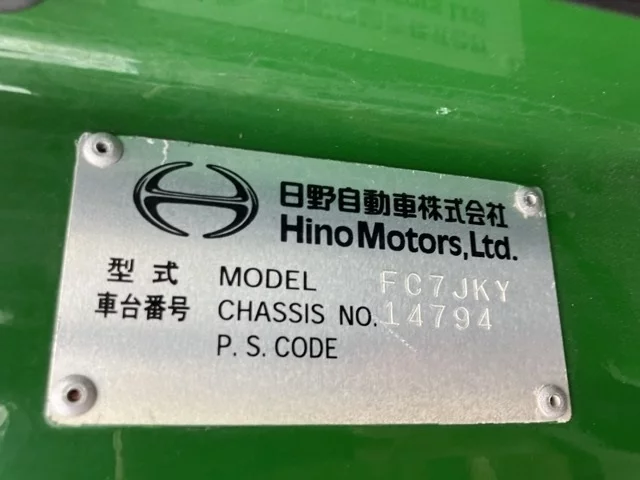 日野自動車株式会社
Hino Motors, Ltd.
型式 MODEL FC7JKY
車台番号 CHASSIS NO. 14794
P. S. CODE